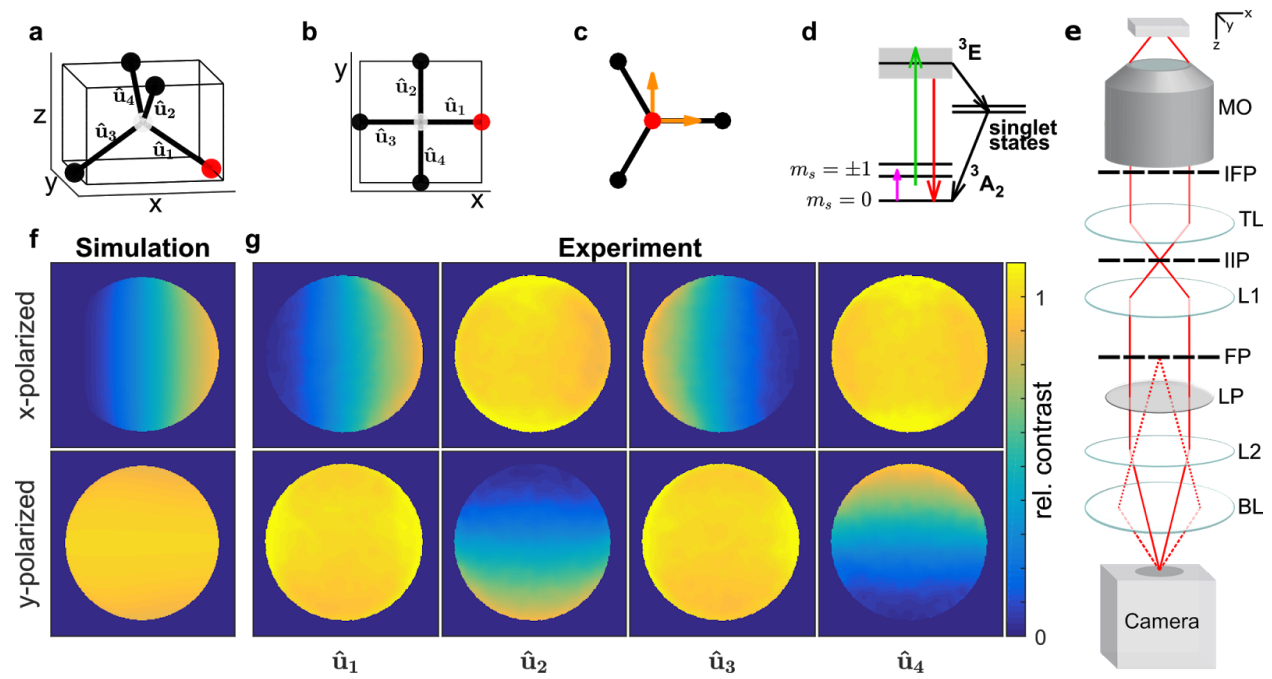 a
z
y
x
û₄
û₂
û₃
û₁
b
y
x
û₂
û₁
û₃
û₄
c
d
³E
singlet
states
mₛ = ±1
³A₂
mₛ = 0
e
x
y
z
MO
IFP
TL
IIP
L1
FP
LP
L2
BL
Camera
f Simulation
g Experiment
x-polarized
y-polarized
1
rel. contrast
0
û₁ û₂ û₃ û₄